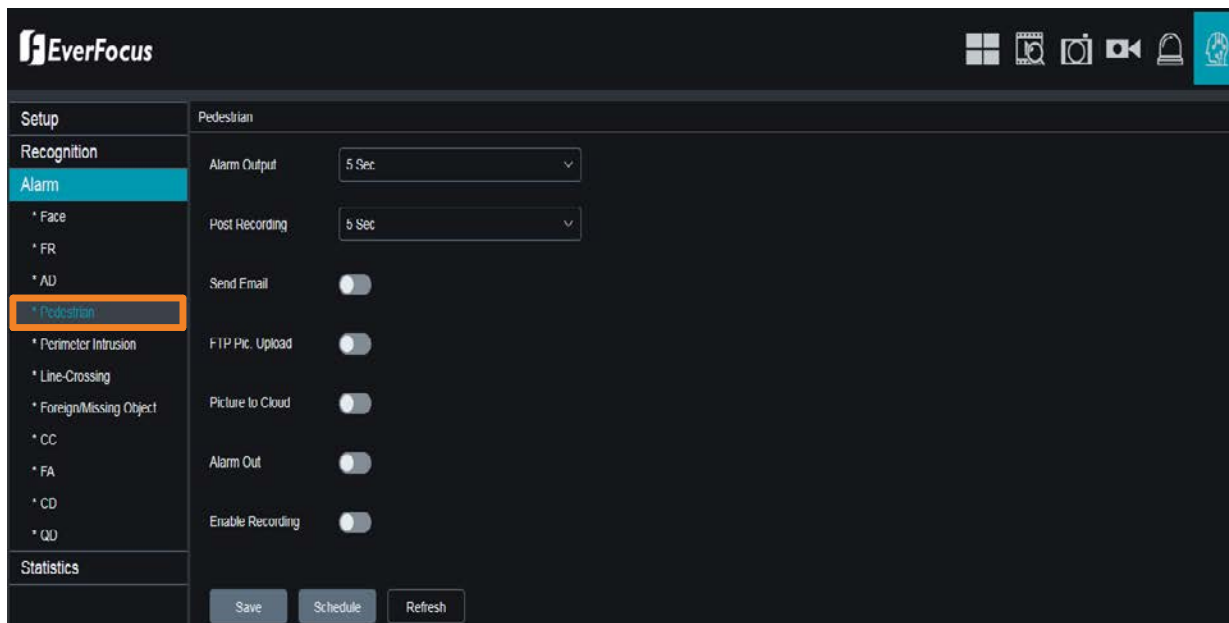 EverFocus
Setup
Recognition
Alarm
* Face
* FR
* AD
* Pedestrian
* Perimeter Intrusion
* Line-Crossing
* Foreign/Missing Object
* CC
* FA
* CD
* QD
Statistics
Pedestrian
Alarm Output 5 Sec
Post Recording 5 Sec
Send Email
FTP Pic. Upload
Picture to Cloud
Alarm Out
Enable Recording
Save Schedule Refresh